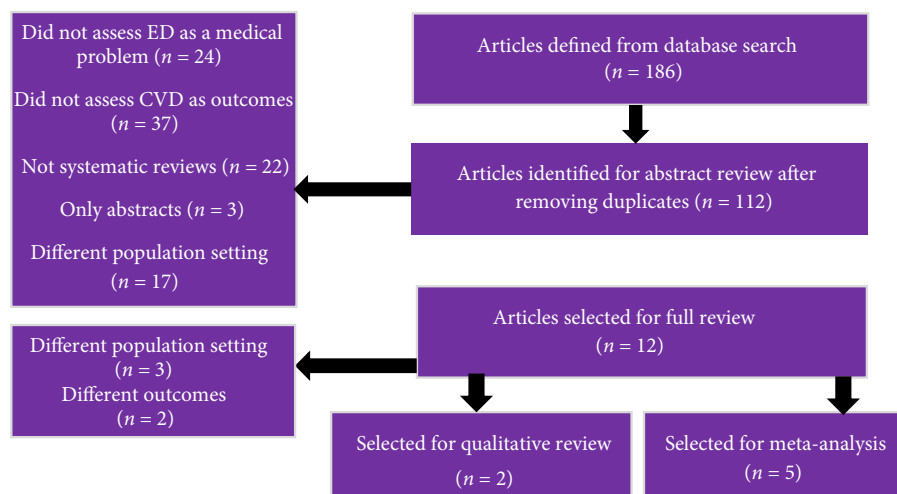 Did not assess ED as a medical
problem (n = 24)
Did not assess CVD as outcomes
(n = 37)
Not systematic reviews (n = 22)
Only abstracts (n = 3)
Different population setting
(n = 17)
Articles defined from database search
(n = 186)
Articles identified for abstract review after
removing duplicates (n = 112)
Articles selected for full review
(n = 12)
Different population setting
(n = 3)
Different outcomes
(n = 2)
Selected for qualitative review
(n = 2)
Selected for meta-analysis
(n = 5)